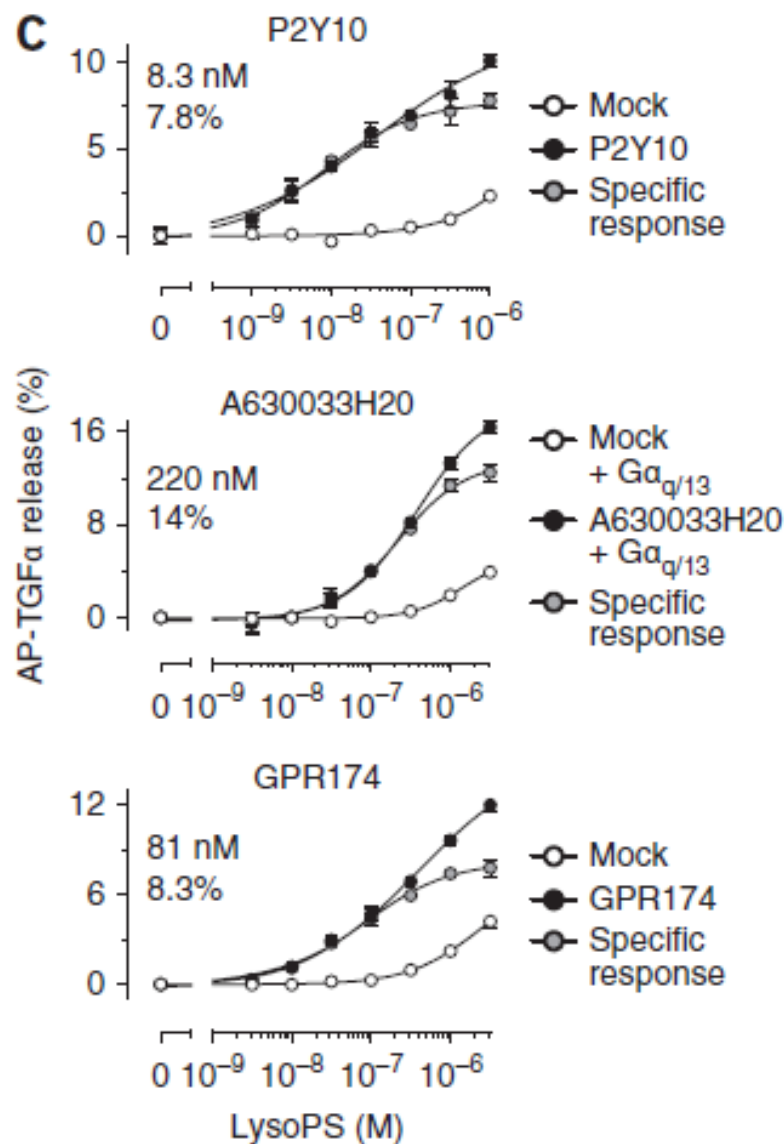 C
P2Y10
10
5
0
8.3 nM
7.8%
Mock
P2Y10
Specific
response
0 10⁻⁹ 10⁻⁸ 10⁻⁷ 10⁻⁶
AP-TGFα release (%)
A630033H20
16
8
0
220 nM
14%
Mock
+ Gα_q/13
A630033H20
+ Gα_q/13
Specific
response
0 10⁻⁹ 10⁻⁸ 10⁻⁷ 10⁻⁶
GPR174
12
6
0
81 nM
8.3%
Mock
GPR174
Specific
response
0 10⁻⁹ 10⁻⁸ 10⁻⁷ 10⁻⁶
LysoPS (M)